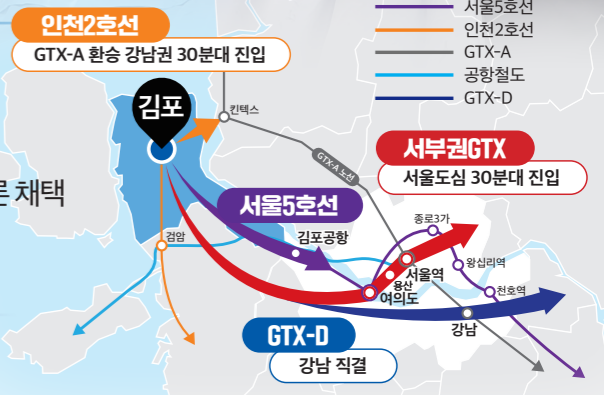 서울5호선
인천2호선
GTX-A
공항철도
GTX-D
인천2호선
GTX-A 환승 강남권 30분대 진입
김포
킨텍스
GTX-A 노선
서부권GTX
서울도심 30분대 진입
채택
서울5호선
종로3가
검암
김포공항
왕십리역
서울역
용산
여의도
천호역
강남
GTX-D
강남 직결